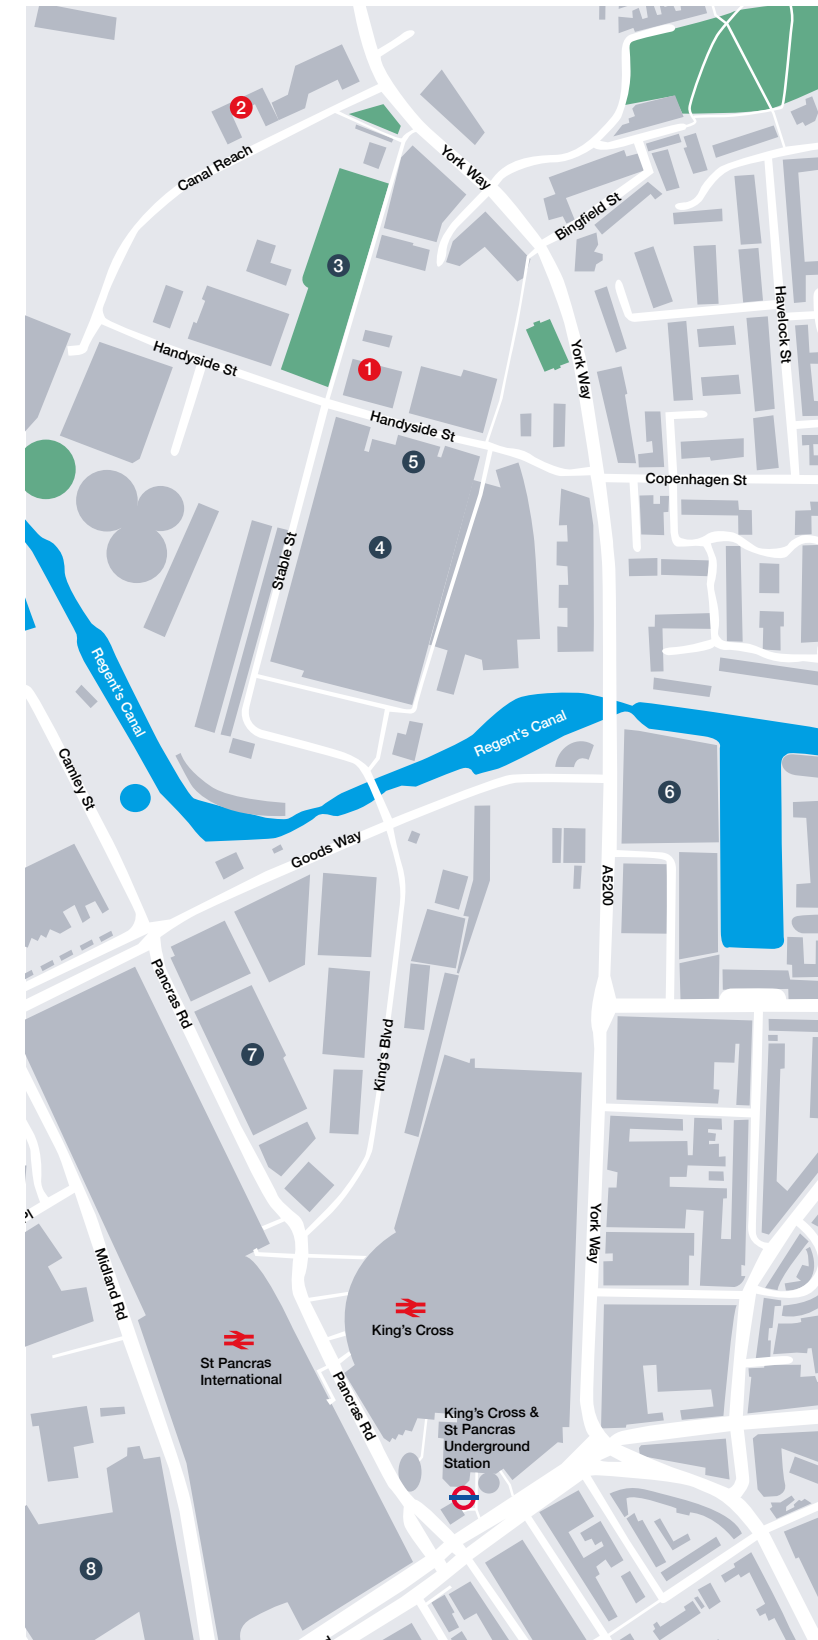 2
Canal Reach
York Way
Bingfield St
3
Havelock St
York Way
Handyside St
1
Handyside St
5
Copenhagen St
4
Stable St
Regent's Canal
Regent's Canal
Camley St
6
Goods Way
A5200
Pancras Rd
7
King's Blvd
York Way
Midland Rd
King's Cross
St Pancras
International
Pancras Rd
King's Cross &
St Pancras
Underground
Station
8